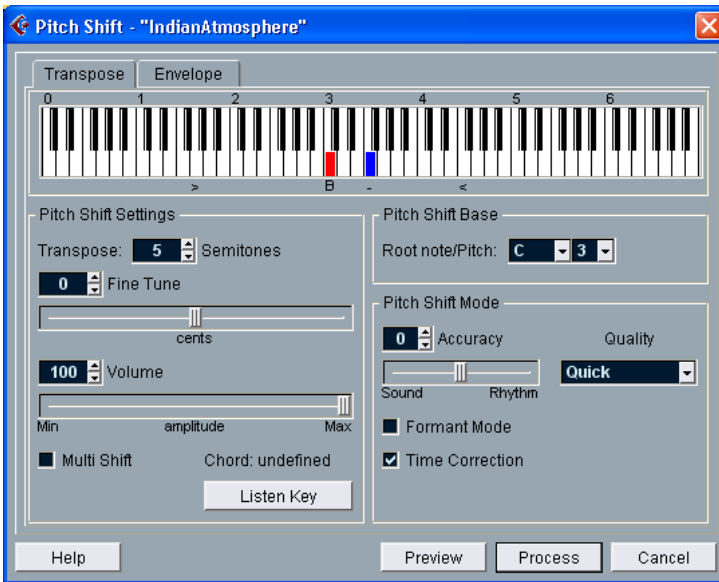 Pitch Shift - "IndianAtmosphere"
Transpose Envelope
0 1 2 3 4 5 6
> B - <
Pitch Shift Settings
Transpose: 5 Semitones
0 Fine Tune
cents
100 Volume
Min amplitude Max
Multi Shift Chord: undefined
Listen Key
Pitch Shift Base
Root note/Pitch: C 3
Pitch Shift Mode
0 Accuracy Quality
Quick
Sound Rhythm
Formant Mode
Time Correction
Help Preview Process Cancel